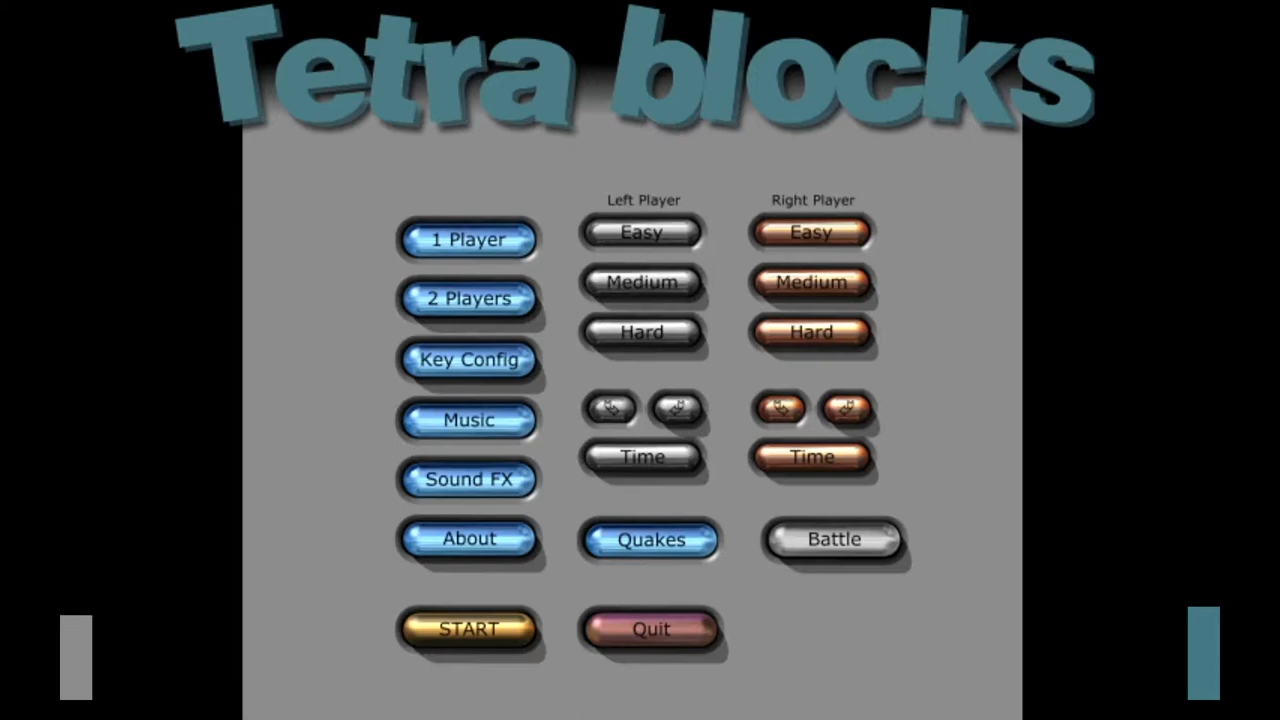 Tetra blocks
Left Player
Right Player
1 Player
Easy
Easy
2 Players
Medium
Medium
Hard
Hard
Key Config
Music
Time
Time
Sound FX
About
Quakes
Battle
START
Quit